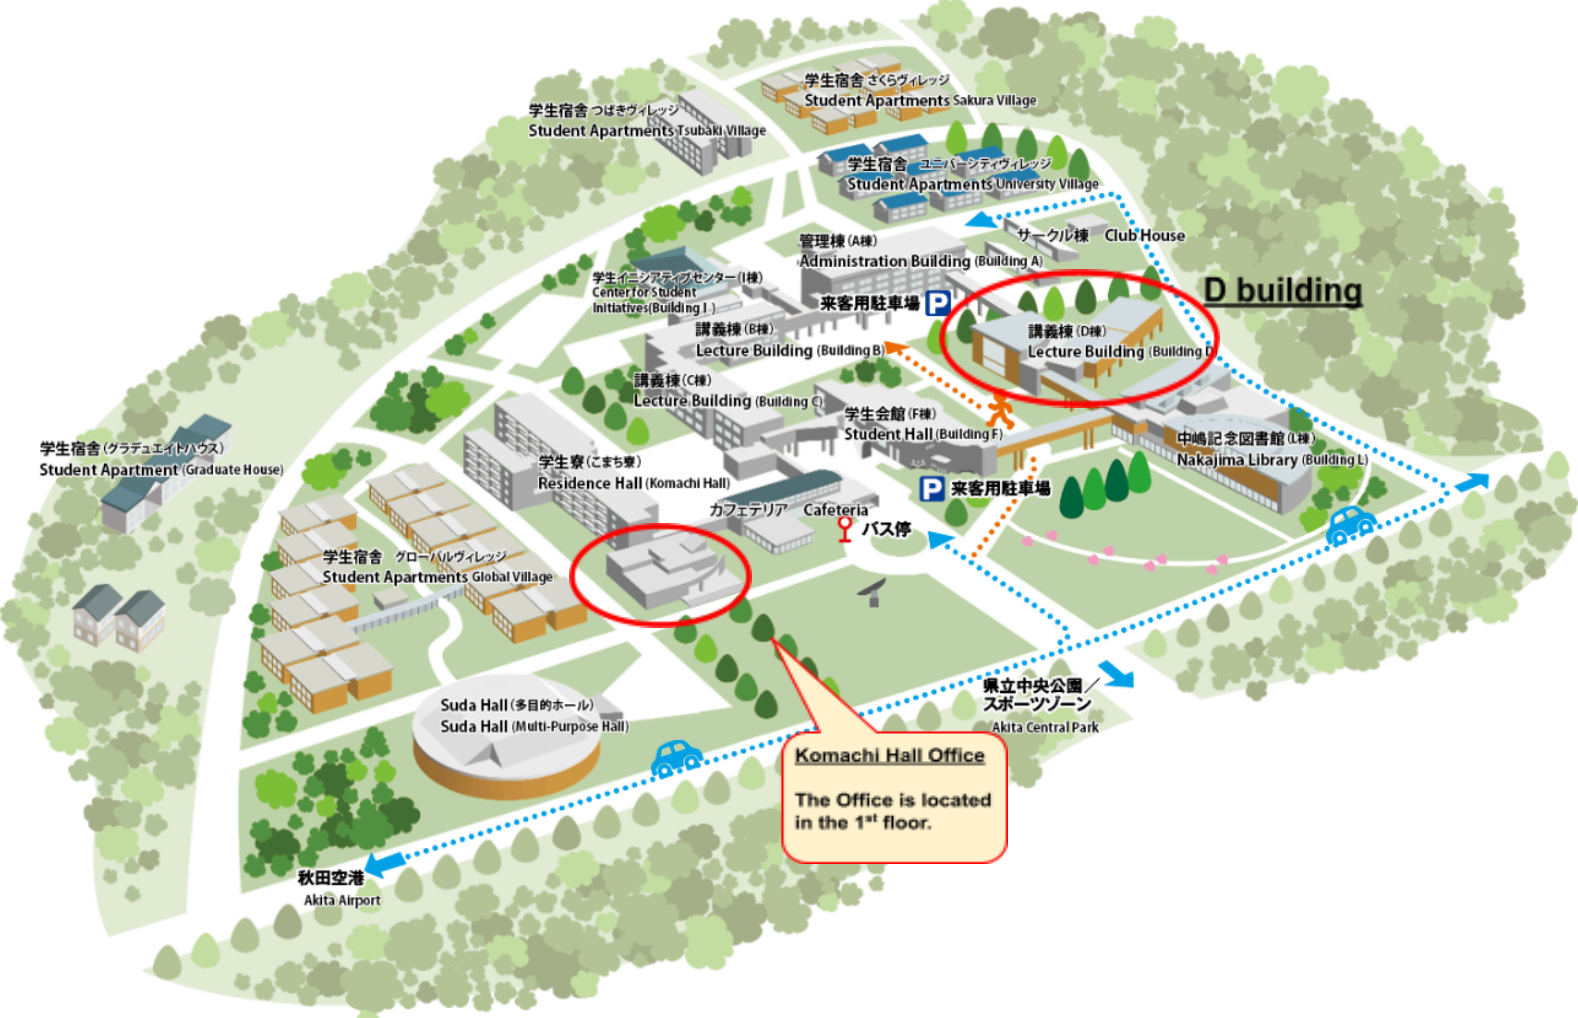 学生宿舎 さくらヴィレッジ
Student Apartments Sakura Village
学生宿舎 つばきヴィレッジ
Student Apartments Tsubaki Village
学生宿舎 ユニバーシティヴィレッジ
Student Apartments University Village
サークル棟 Club House
管理棟(A棟)
Administration Building (Building A)
学生イニシアティブセンター(I棟)
Center for Student
Initiatives(Building I )
来客用駐車場 P
D building
講義棟(B棟)
Lecture Building (Building B)
講義棟(D棟)
Lecture Building (Building D
講義棟(C棟)
Lecture Building (Building C)
学生会館(F棟)
Student Hall (Building F)
中嶋記念図書館(L棟)
Nakajima Library (Building L)
学生宿舎(グラデュエイトハウス)
Student Apartment (Graduate House)
学生寮(こまち寮)
Residence Hall (Komachi Hall)
P 来客用駐車場
カフェテリア Cafeteria
バス停
学生宿舎 グローバルヴィレッジ
Student Apartments Global Village
Suda Hall(多目的ホール)
Suda Hall (Multi-Purpose Hall)
県立中央公園／
スポーツゾーン
Akita Central Park
Komachi Hall Office
The Office is located
in the 1st floor.
秋田空港
Akita Airport